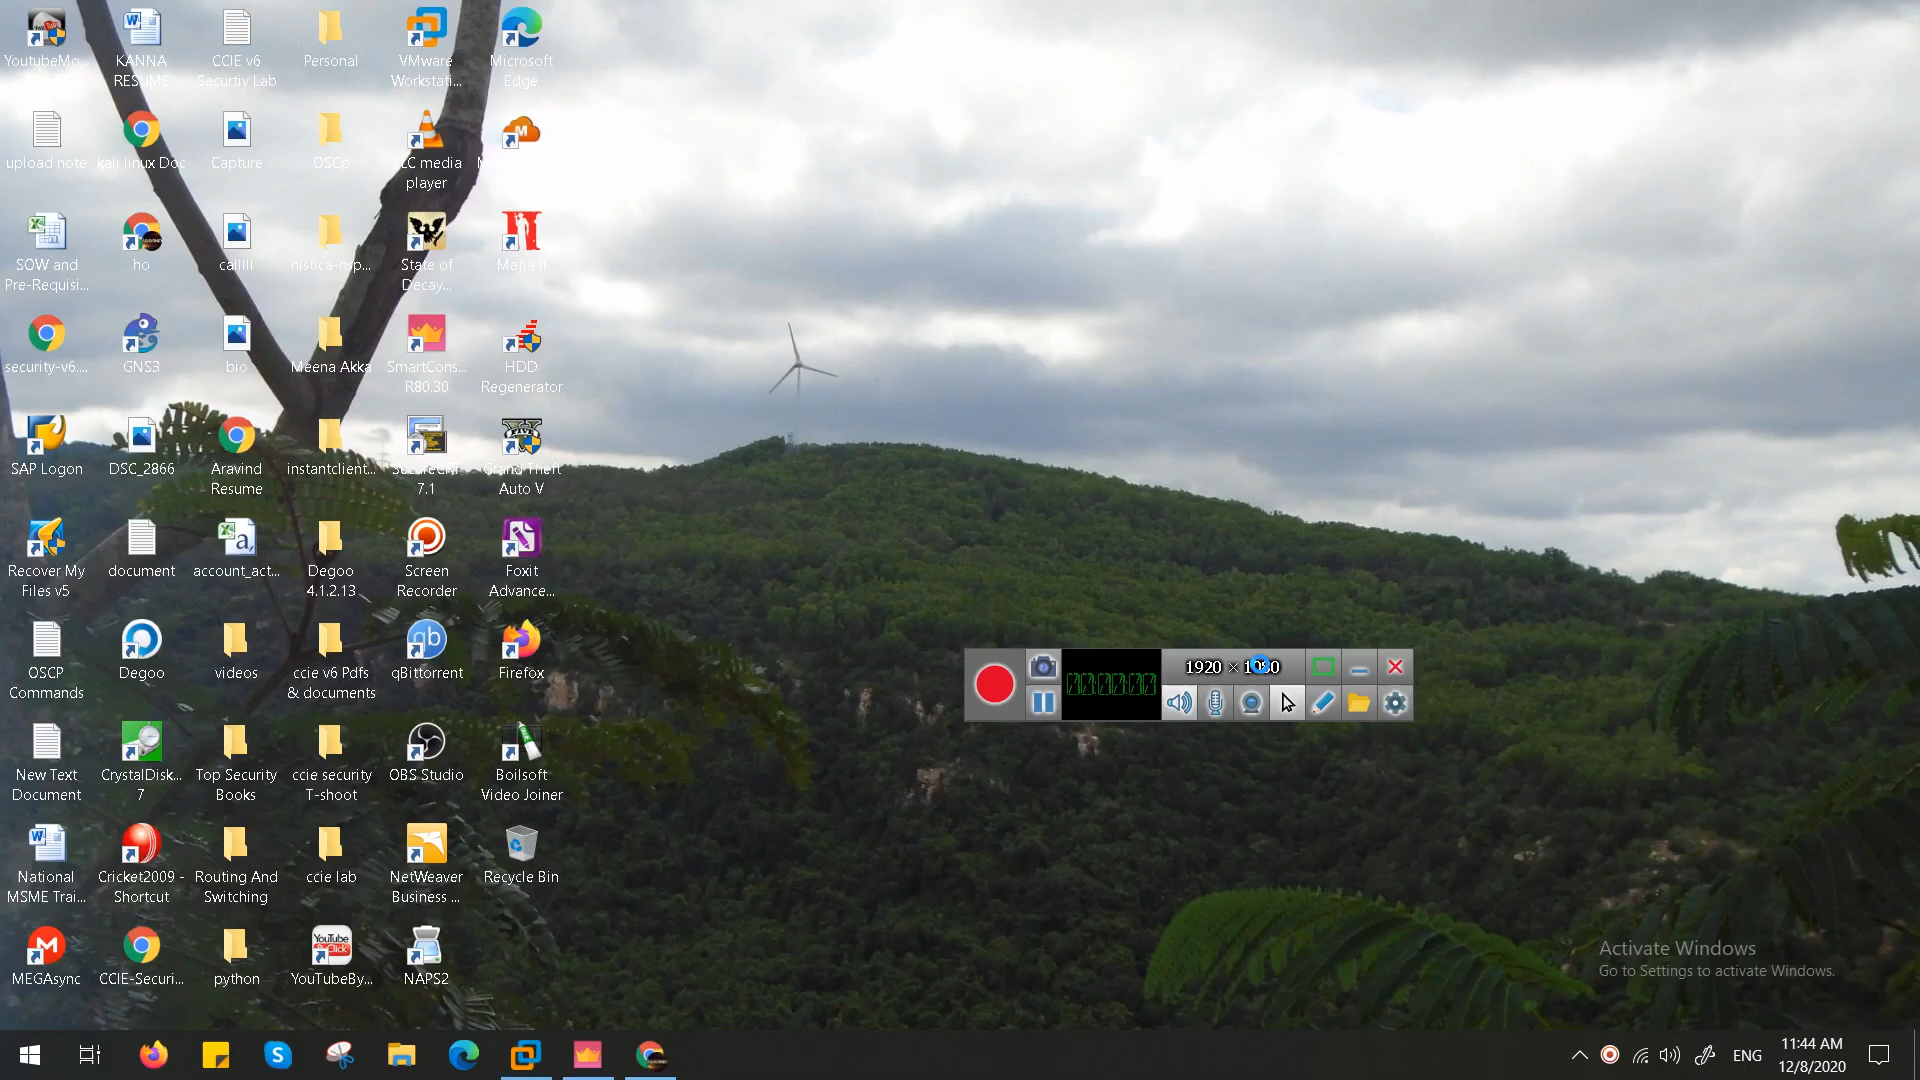 YoutubeMo...
KANNA
RESUME
CCIE v6
Securtiy Lab
Personal
VMware
Workstati...
Microsoft
Edge
upload note
kali linux Doc
Capture
OSCp
VLC media
player
SOW and
Pre-Requisi...
ho
calllll
nistica-nsp...
State of
Decay...
Mafia II
security-v6....
GNS3
bio
Meena Akka
SmartCons...
R80.30
HDD
Regenerator
SAP Logon
DSC_2866
Aravind
Resume
instantclient...
SecureCRT
7.1
Grand Theft
Auto V
Recover My
Files v5
document
account_act...
Degoo
4.1.2.13
Screen
Recorder
Foxit
Advance...
OSCP
Commands
Degoo
videos
ccie v6 Pdfs
& documents
qBittorrent
Firefox
1920 × 1080
New Text
Document
CrystalDisk...
7
Top Security
Books
ccie security
T-shoot
OBS Studio
Boilsoft
Video Joiner
National
MSME Trai...
Cricket2009 -
Shortcut
Routing And
Switching
ccie lab
NetWeaver
Business ...
Recycle Bin
MEGAsync
CCIE-Securi...
python
YouTubeBy...
NAPS2
Activate Windows
Go to Settings to activate Windows.
ENG
11:44 AM
12/8/2020